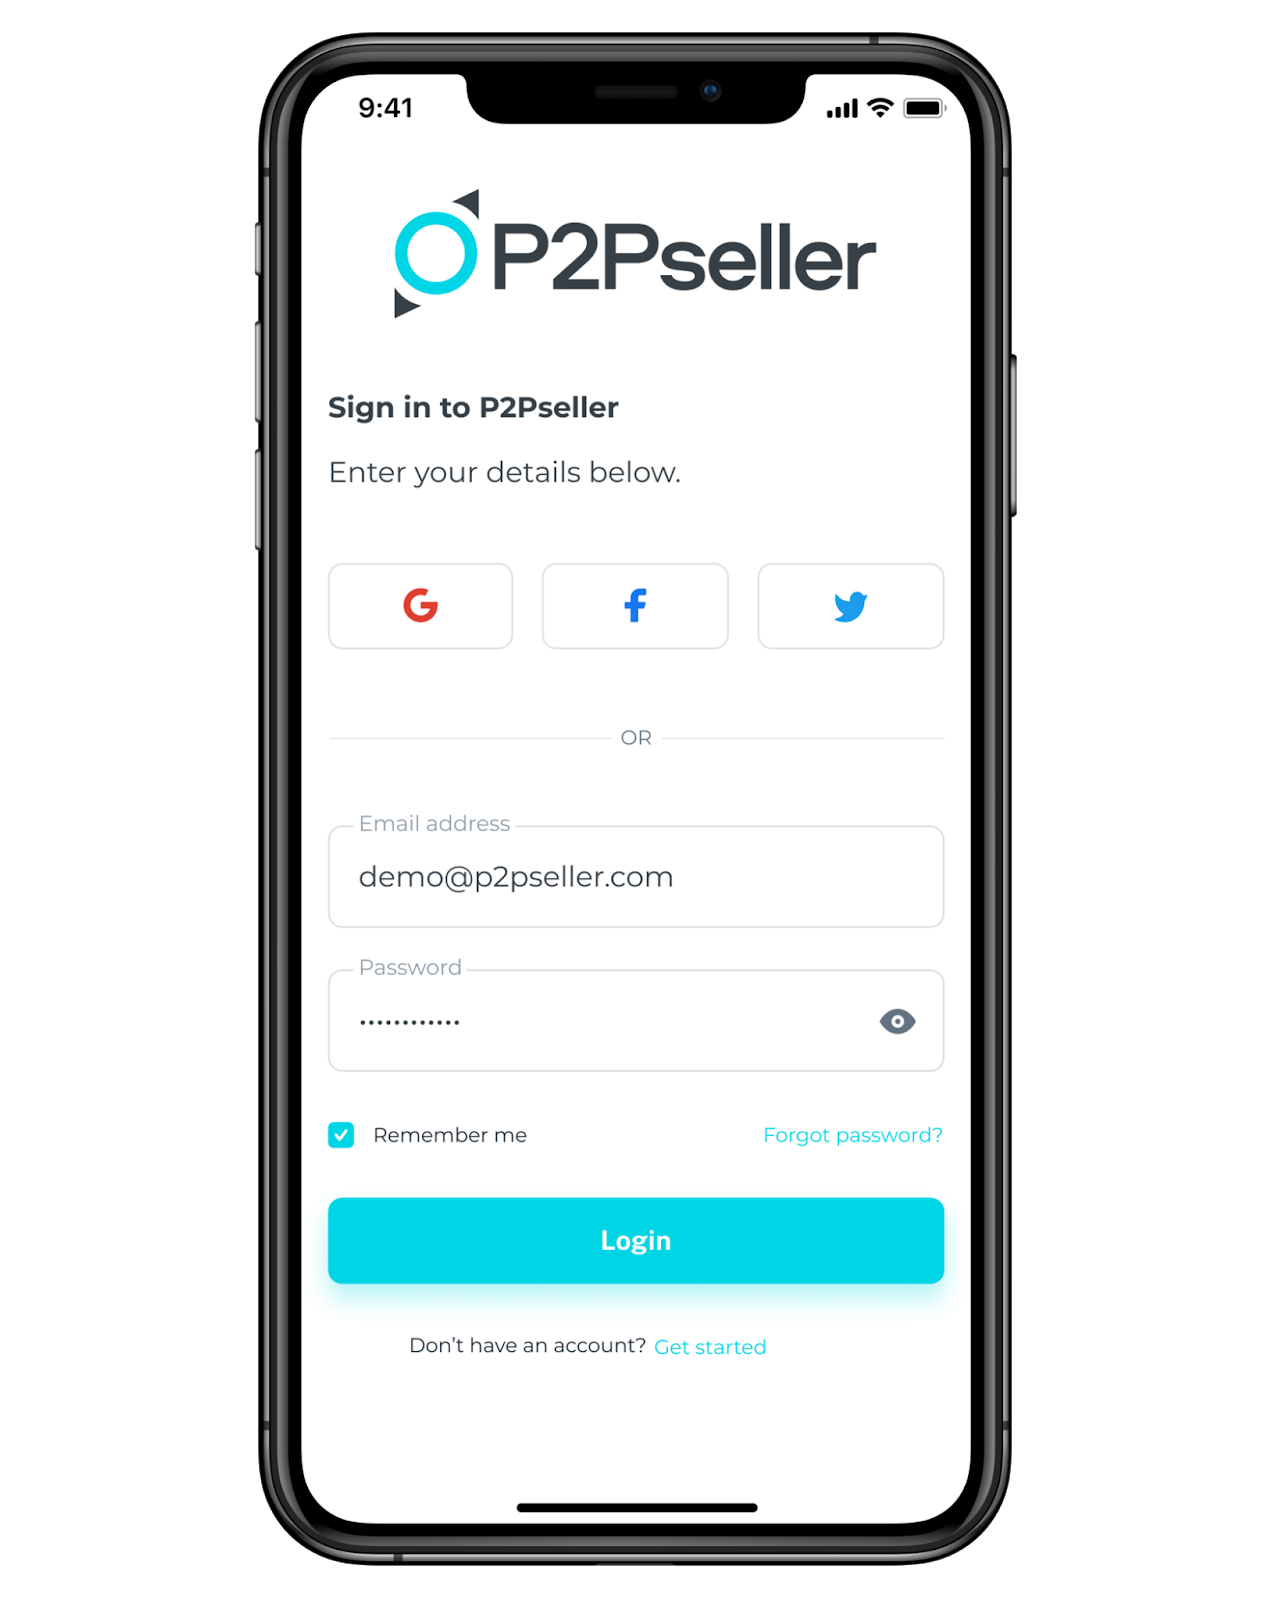 9:41
P2Pseller
Sign in to P2Pseller
Enter your details below.
OR
Email address
demo@p2pseller.com
Password
••••••••••••
Remember me Forgot password?
Login
Don’t have an account? Get started